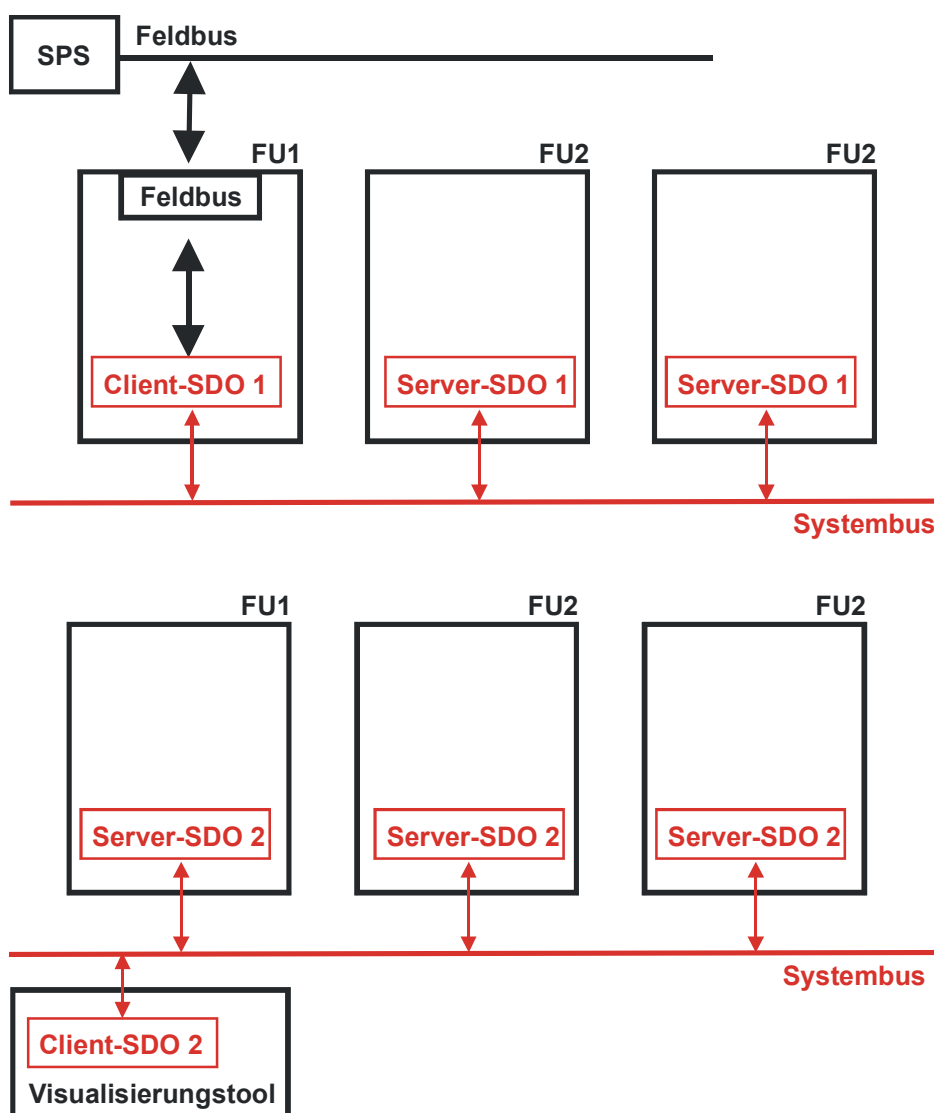 SPS
Feldbus
FU1
FU2
FU2
Feldbus
Client-SDO 1
Server-SDO 1
Server-SDO 1
Systembus
FU1
FU2
FU2
Server-SDO 2
Server-SDO 2
Server-SDO 2
Systembus
Client-SDO 2
Visualisierungstool